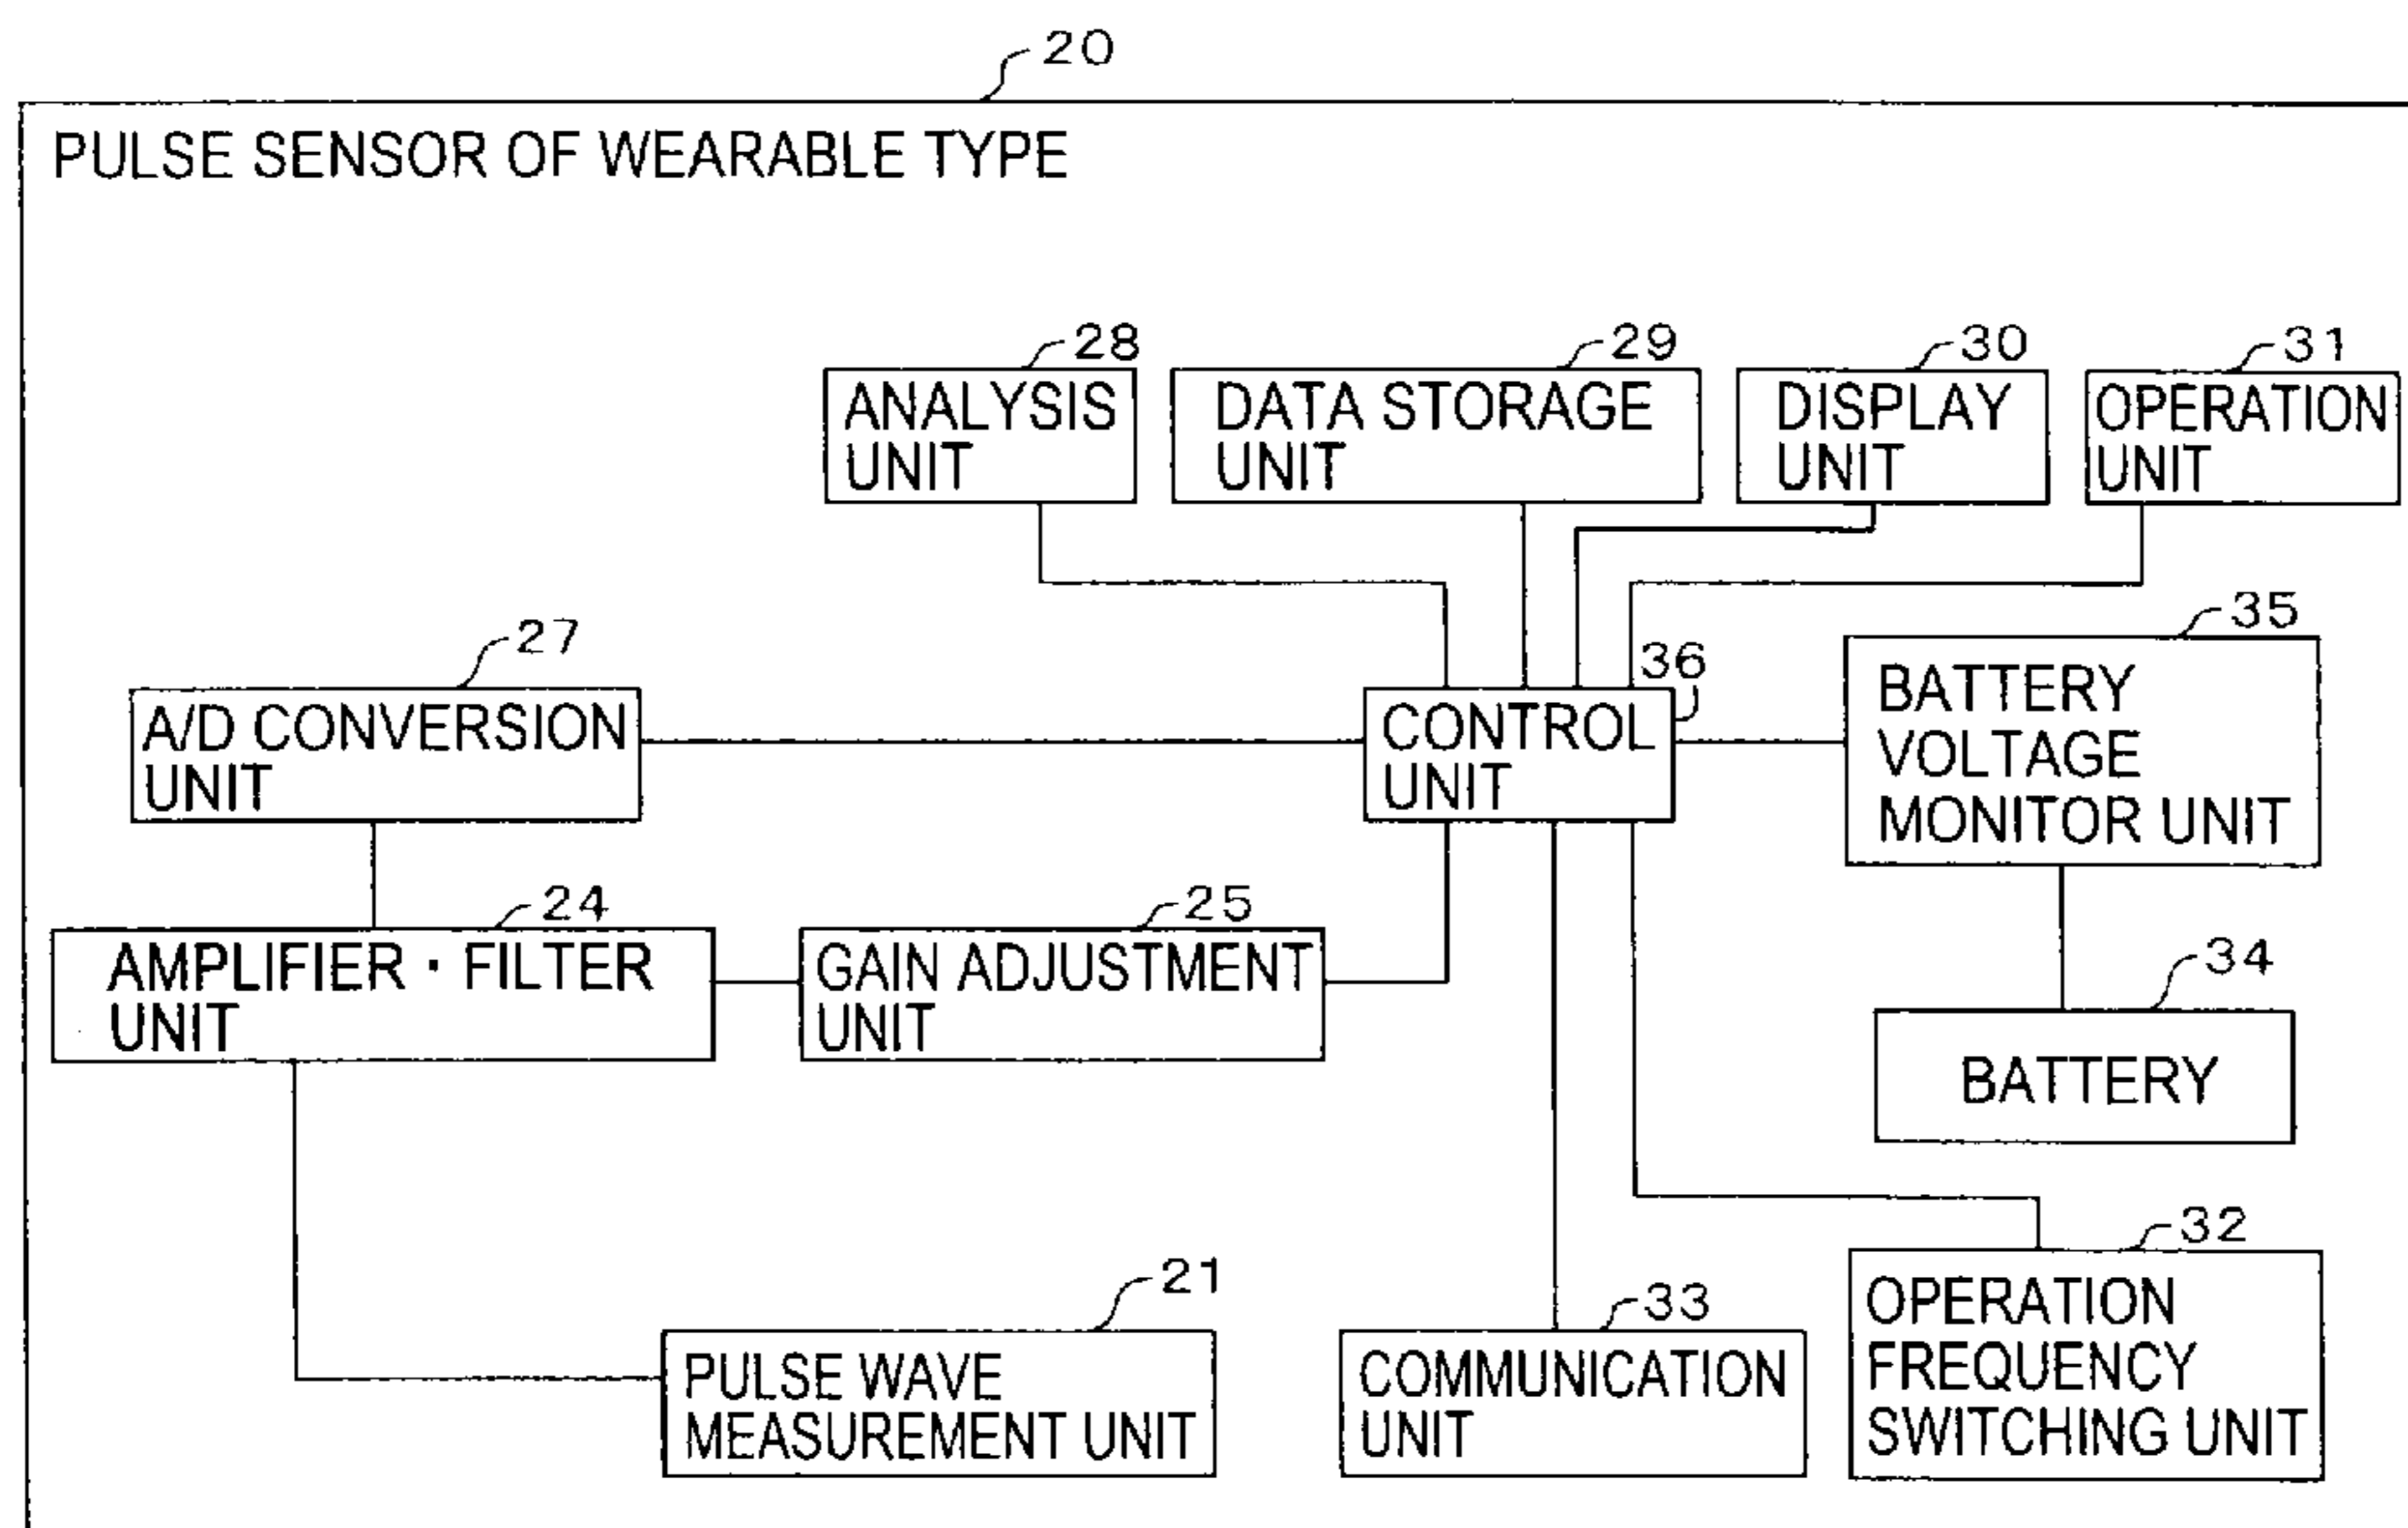 20
PULSE SENSOR OF WEARABLE TYPE
28
29
30
31
ANALYSIS
UNIT
DATA STORAGE
UNIT
DISPLAY
UNIT
OPERATION
UNIT
27
36
35
A/D CONVERSION
UNIT
CONTROL
UNIT
BATTERY
VOLTAGE
MONITOR UNIT
24
25
34
AMPLIFIER・FILTER
UNIT
GAIN ADJUSTMENT
UNIT
BATTERY
21
33
32
PULSE WAVE
MEASUREMENT UNIT
COMMUNICATION
UNIT
OPERATION
FREQUENCY
SWITCHING UNIT